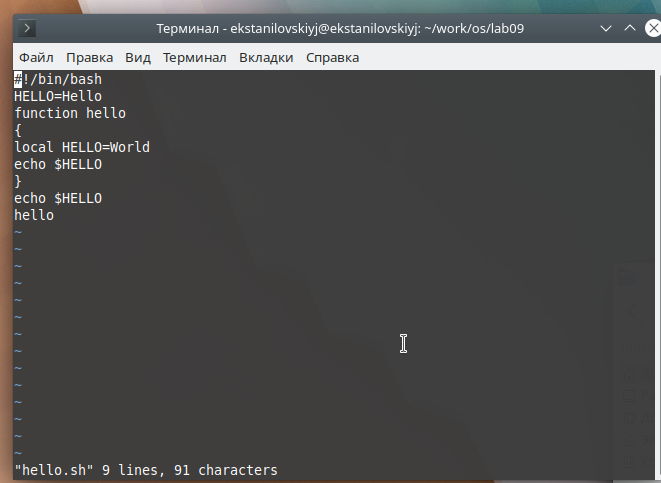 Терминал - ekstanilovskiyj@ekstanilovskiyj: ~/work/os/lab09
Файл Правка Вид Терминал Вкладки Справка
#!/bin/bash
HELLO=Hello
function hello
{
local HELLO=World
echo $HELLO
}
echo $HELLO
hello
~
~
~
~
~
~
~
~
~
~
~
~
~
~
"hello.sh" 9 lines, 91 characters